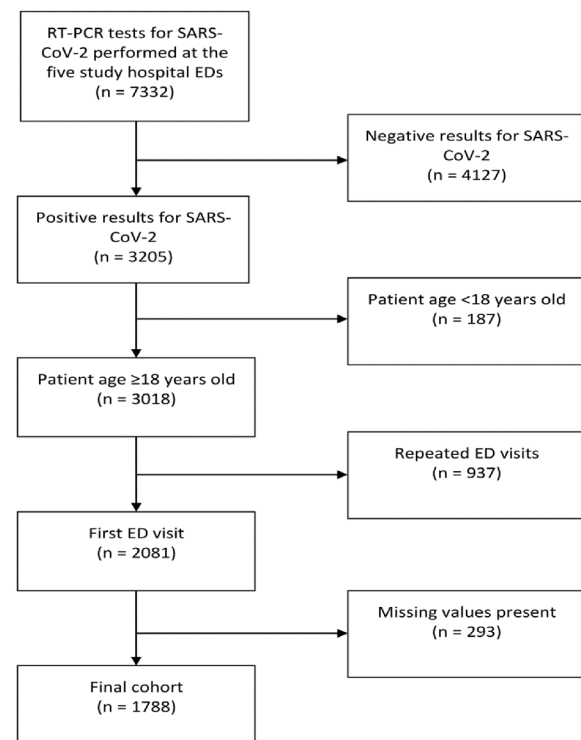 RT-PCR tests for SARS-
CoV-2 performed at the
five study hospital EDs
(n = 7332)
Negative results for SARS-
CoV-2
(n = 4127)
Positive results for SARS-
CoV-2
(n = 3205)
Patient age <18 years old
(n = 187)
Patient age ≥18 years old
(n = 3018)
Repeated ED visits
(n = 937)
First ED visit
(n = 2081)
Missing values present
(n = 293)
Final cohort
(n = 1788)